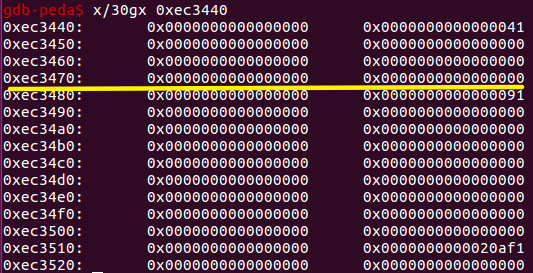 gdb-peda$ x/30gx 0xec3440
0xec3440: 0x0000000000000000 0x0000000000000041
0xec3450: 0x0000000000000000 0x0000000000000000
0xec3460: 0x0000000000000000 0x0000000000000000
0xec3470: 0x0000000000000000 0x0000000000000000
0xec3480: 0x0000000000000000 0x0000000000000091
0xec3490: 0x0000000000000000 0x0000000000000000
0xec34a0: 0x0000000000000000 0x0000000000000000
0xec34b0: 0x0000000000000000 0x0000000000000000
0xec34c0: 0x0000000000000000 0x0000000000000000
0xec34d0: 0x0000000000000000 0x0000000000000000
0xec34e0: 0x0000000000000000 0x0000000000000000
0xec34f0: 0x0000000000000000 0x0000000000000000
0xec3500: 0x0000000000000000 0x0000000000000000
0xec3510: 0x0000000000000000 0x0000000000020af1
0xec3520: 0x0000000000000000 0x0000000000000000